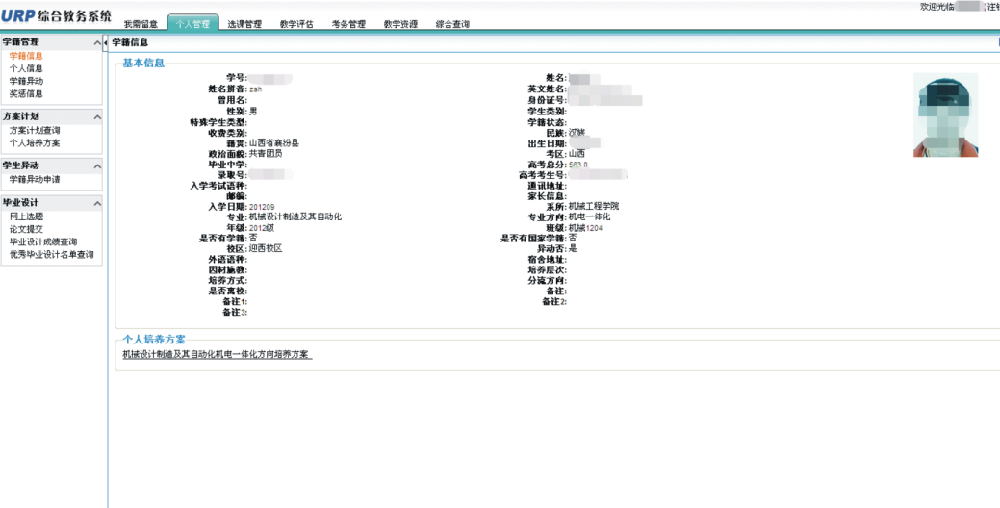 URP综合教务系统
我需留意 个人管理 选课管理 教学评估 考务管理 教学资源 综合查询
欢迎光临 注销
学籍管理
学籍信息
个人信息
学籍异动
奖惩信息
方案计划
方案计划查询
个人培养方案
学生异动
学籍异动申请
毕业设计
网上选题
论文提交
毕业设计成绩查询
优秀毕业设计名单查询
学籍信息
基本信息
学号: 姓名:
姓名拼音: zsh 英文姓名:
曾用名: 身份证号:
性别: 男 学生类别:
特殊学生类型: 学籍状态:
收费类别: 民族: 汉族
籍贯: 山西省襄汾县 出生日期:
政治面貌: 共青团员 考区: 山西
毕业中学: 高考总分: 563.0
录取号: 高考考生号:
入学考试语种: 通讯地址:
邮编: 家长信息:
入学日期: 201209 系所: 机械工程学院
专业: 机械设计制造及其自动化 专业方向: 机电一体化
年级: 2012级 班级: 机械1204
是否有学籍: 否 是否有国家学籍: 否
校区: 迎西校区 异动否: 是
外语语种: 宿舍地址:
因材施教: 培养层次:
培养方式: 分流方向:
是否离校: 备注:
备注1: 备注2:
备注3:
个人培养方案
机械设计制造及其自动化机电一体化方向培养方案